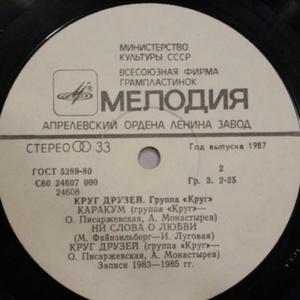 МИНИСТЕРСТВО
КУЛЬТУРЫ СССР
ВСЕСОЮЗНАЯ ФИРМА
ГРАМПЛАСТИНОК
МЕЛОДИЯ
АПРЕЛЕВСКИЙ ОРДЕНА ЛЕНИНА ЗАВОД
СТЕРЕО 33
Год выпуска 1987
ГОСТ 5289-80
2
С60 24607 000
Гр. 3. 2-25
24608
КРУГ ДРУЗЕЙ. Группа «Круг»
КАРАКУМ (группа «Круг»—
О. Писаржевская, А. Монастырев)
НИ СЛОВА О ЛЮБВИ
(М. Файнзильберг—И. Луговая)
КРУГ ДРУЗЕЙ (группа «Круг»—
О. Писаржевская, А. Монастырев)
Записи 1983—1985 гг.